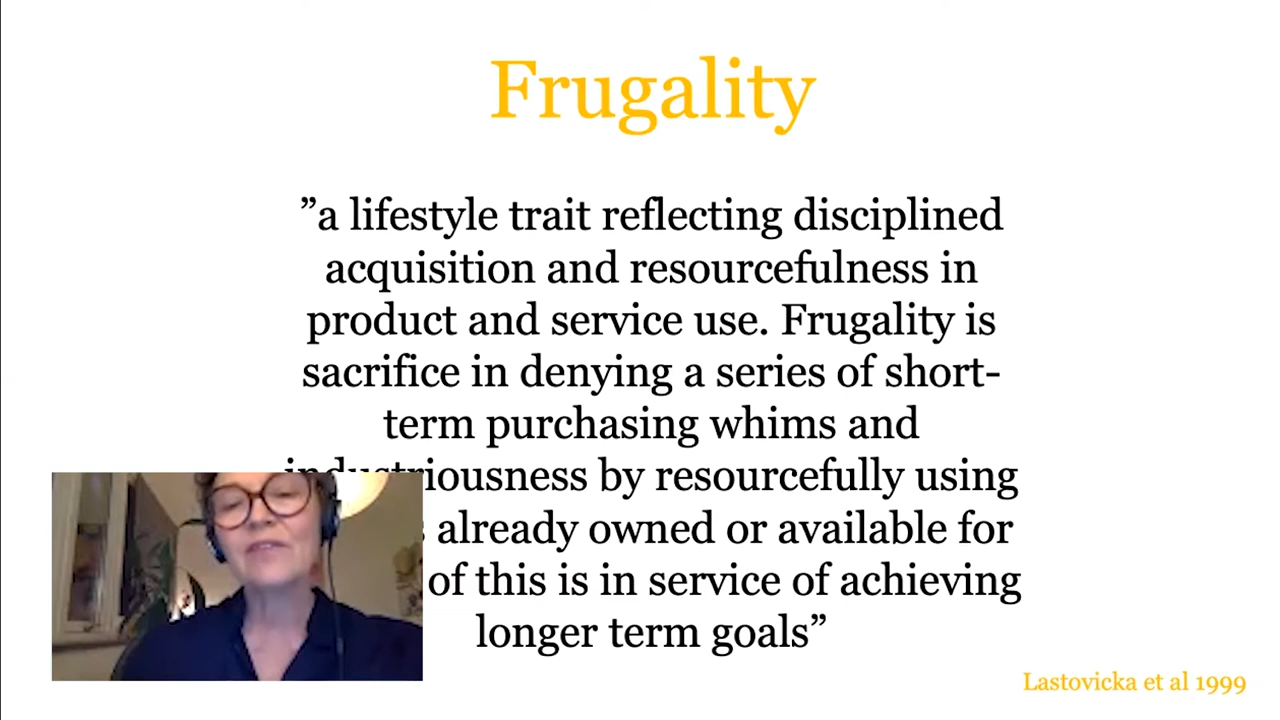 Frugality
”a lifestyle trait reflecting disciplined
acquisition and resourcefulness in
product and service use. Frugality is
sacrifice in denying a series of short-
term purchasing whims and
industriousness by resourcefully using
already owned or available for
of this is in service of achieving
longer term goals”
Lastovicka et al 1999